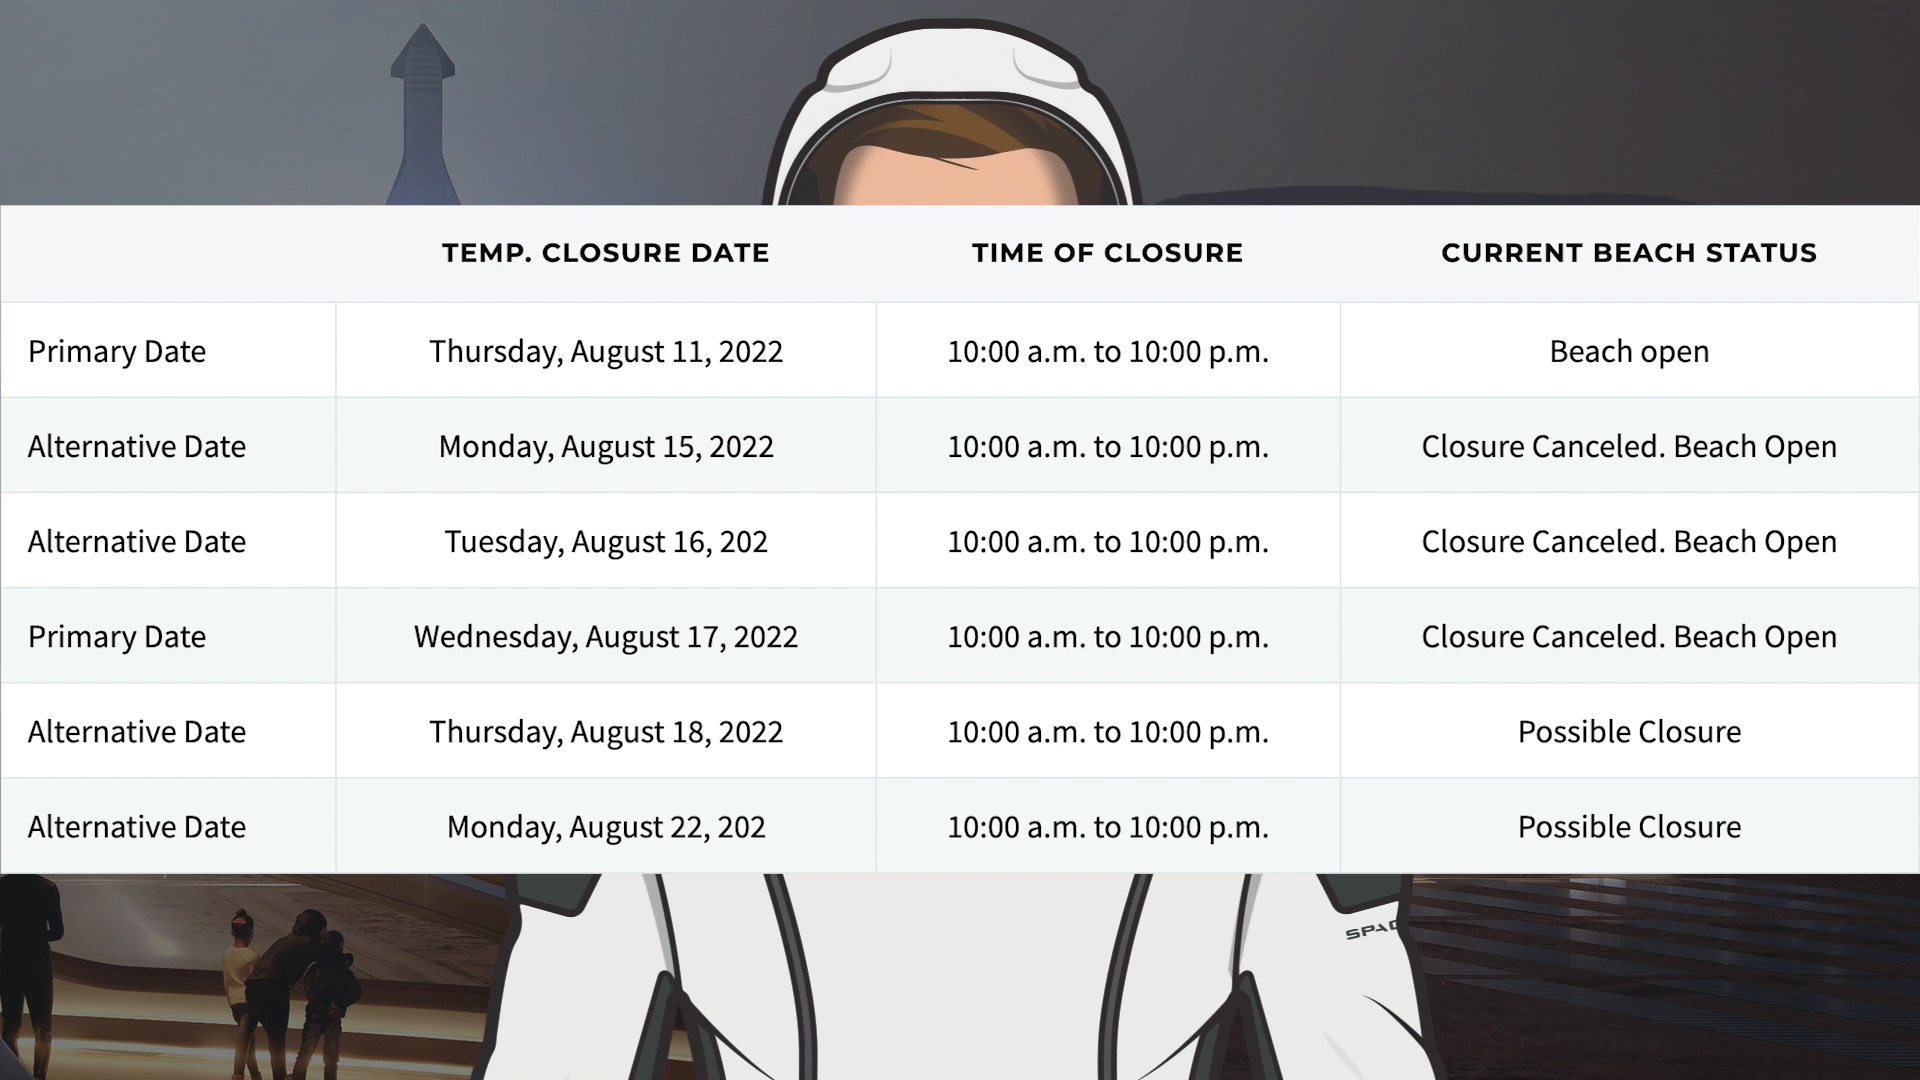 TEMP. CLOSURE DATE TIME OF CLOSURE CURRENT BEACH STATUS
Primary Date Thursday, August 11, 2022 10:00 a.m. to 10:00 p.m. Beach open
Alternative Date Monday, August 15, 2022 10:00 a.m. to 10:00 p.m. Closure Canceled. Beach Open
Alternative Date Tuesday, August 16, 202 10:00 a.m. to 10:00 p.m. Closure Canceled. Beach Open
Primary Date Wednesday, August 17, 2022 10:00 a.m. to 10:00 p.m. Closure Canceled. Beach Open
Alternative Date Thursday, August 18, 2022 10:00 a.m. to 10:00 p.m. Possible Closure
Alternative Date Monday, August 22, 202 10:00 a.m. to 10:00 p.m. Possible Closure
SPAC